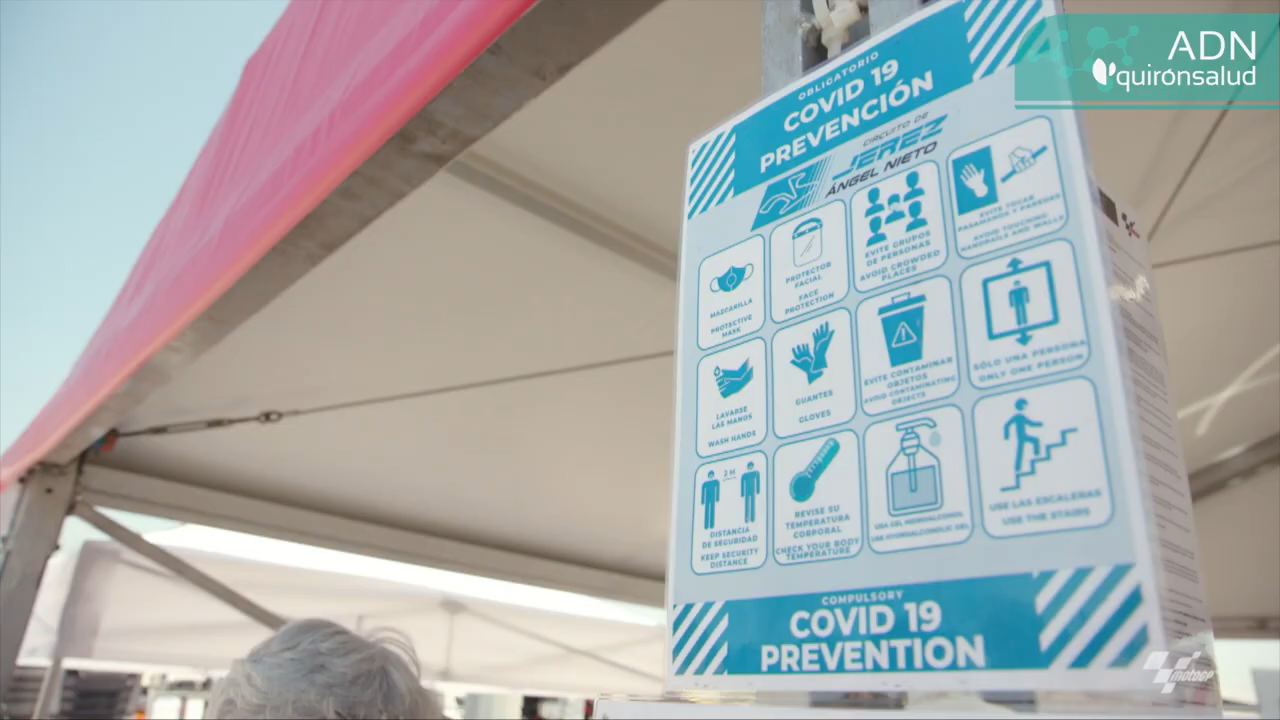 ADN
quirónsalud
OBLIGATORIO
COVID 19
PREVENCIÓN
CIRCUITO DE
JEREZ
ÁNGEL NIETO
MASCARILLA
PROTECTIVE
MASK
PROTECTOR
FACIAL
FACE
PROTECTION
EVITE GRUPOS
DE PERSONAS
AVOID CROWDED
PLACES
EVITE TOCAR
PASAMANOS Y PAREDES
AVOID TOUCHING
HANDRAILS AND WALLS
LAVARSE
LAS MANOS
WASH HANDS
GUANTES
GLOVES
EVITE CONTAMINAR
OBJETOS
AVOID CONTAMINATING
OBJECTS
SÓLO UNA PERSONA
ONLY ONE PERSON
2 M
DISTANCIA
DE SEGURIDAD
KEEP SECURITY
DISTANCE
REVISE SU
TEMPERATURA
CORPORAL
CHECK YOUR BODY
TEMPERATURE
USA GEL HIDROALCOHOL
USE HYDROALCOHOLIC GEL
USE LAS ESCALERAS
USE THE STAIRS
COMPULSORY
COVID 19
PREVENTION
MotoGP